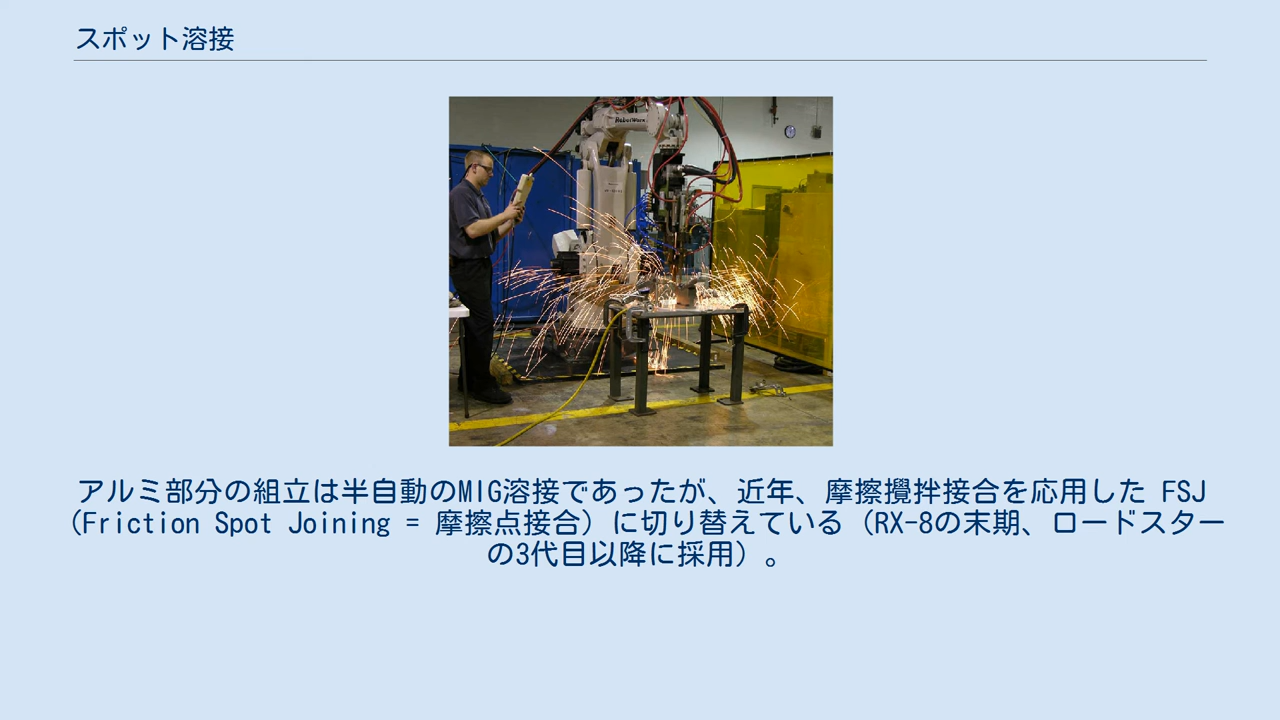 スポット溶接
RobotWorx
アルミ部分の組立は半自動のMIG溶接であったが、近年、摩擦攪拌接合を応用した FSJ
(Friction Spot Joining = 摩擦点接合) に切り替えている (RX-8の末期、ロードスター
の3代目以降に採用) 。